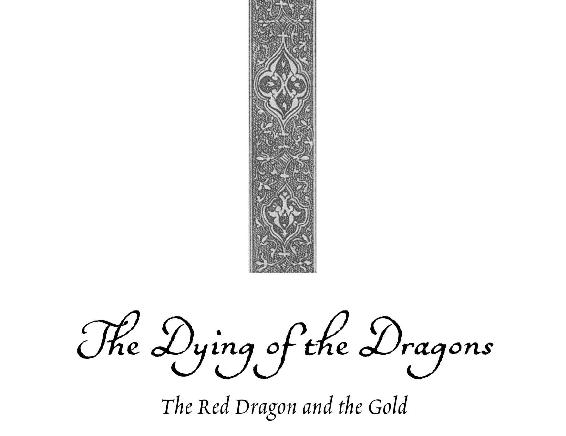 The Dying of the Dragons
The Red Dragon and the Gold